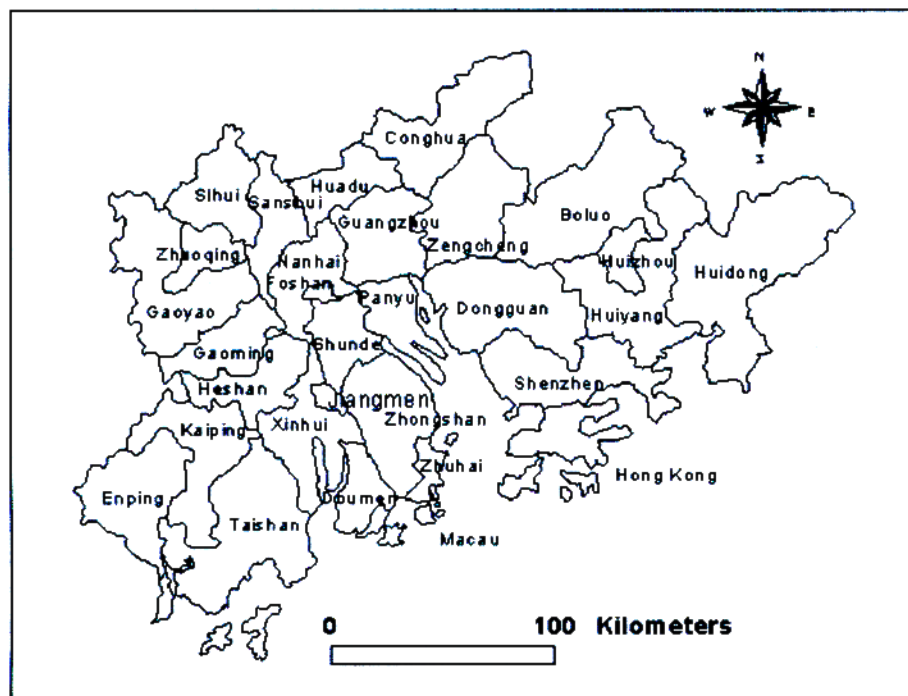 N
W E
S
Conghua
Huadu
Sihui
Sanshui
Guangzhou
Boluo
Zengcheng
Zhaoqing
Nanhai
Huizhou
Huidong
Foshan
Panyu
Dongguan
Gaoyao
Huiyang
Shunde
Gaoming
Shenzhen
Heshan
Jiangmen
Zhongshan
Kaiping
Xinhui
Zhuhai
Hong Kong
Enping
Doumen
Taishan
Macau
0 100 Kilometers